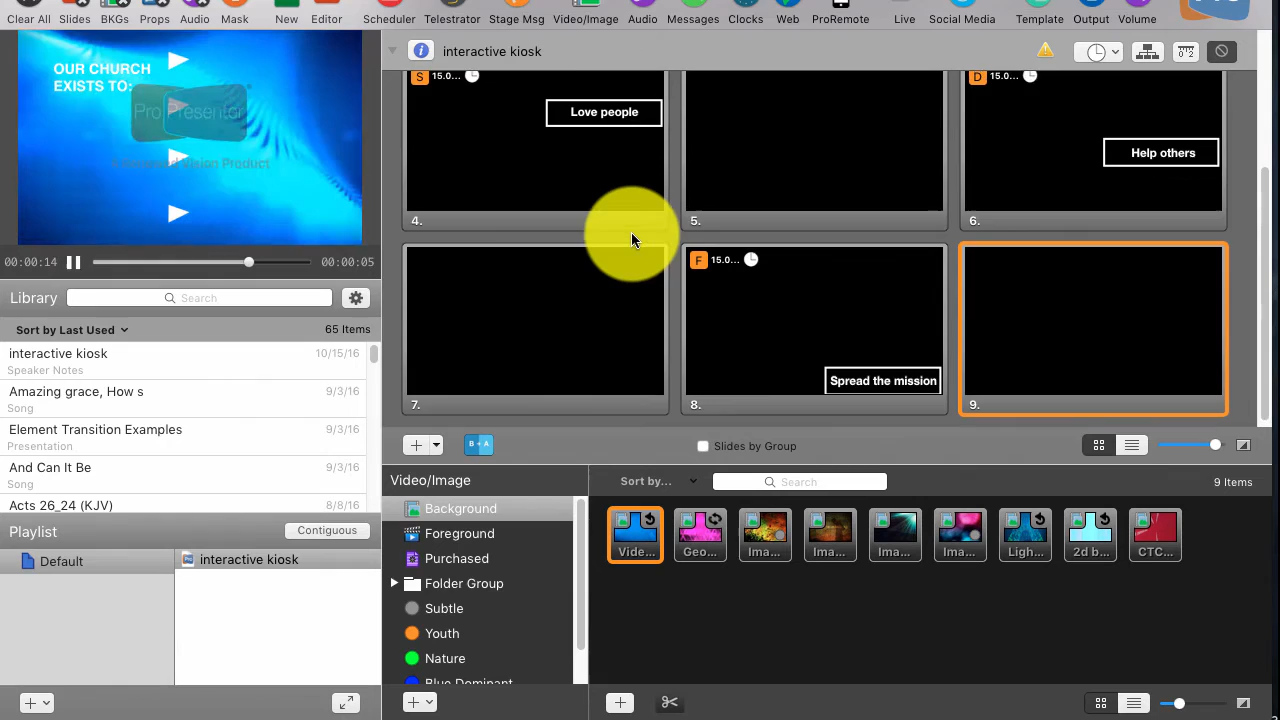 Clear All Slides BKGs Props Audio Mask New Editor Scheduler Telestrator Stage Msg Video/Image Audio Messages Clocks Web ProRemote Live Social Media Template Output Volume
OUR CHURCH
EXISTS TO:
ProPresenter
00:00:14 00:00:05
Library Search
Sort by Last Used 65 Items
interactive kiosk 10/15/16
Speaker Notes
Amazing grace, How s 9/3/16
Song
Element Transition Examples 9/3/16
Presentation
And Can It Be 9/3/16
Song
Acts 26_24 (KJV) 8/8/16
Playlist Contiguous
Default interactive kiosk
interactive kiosk
S 15.0...
Love people
4.
5.
D 15.0...
Help others
6.
7.
F 15.0...
Spread the mission
8.
9.
B + A Slides by Group
Video/Image Sort by... Search 9 Items
Background
Foreground
Purchased
Folder Group
Subtle
Youth
Nature
Blue Dominant
Vide... Geo... Ima... Ima... Ima... Ima... Ligh... 2d b... CTC...